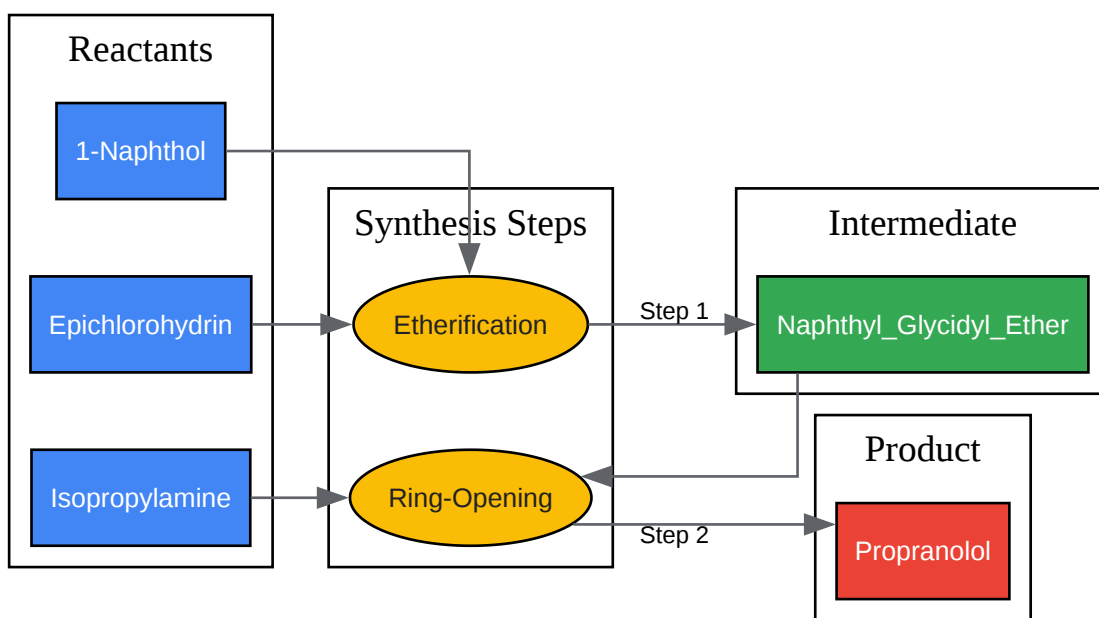 Reactants
1-Naphthol
Synthesis Steps
Intermediate
Epichlorohydrin
Etherification
Step 1
Naphthyl_Glycidyl_Ether
Product
Isopropylamine
Ring-Opening
Step 2
Propranolol